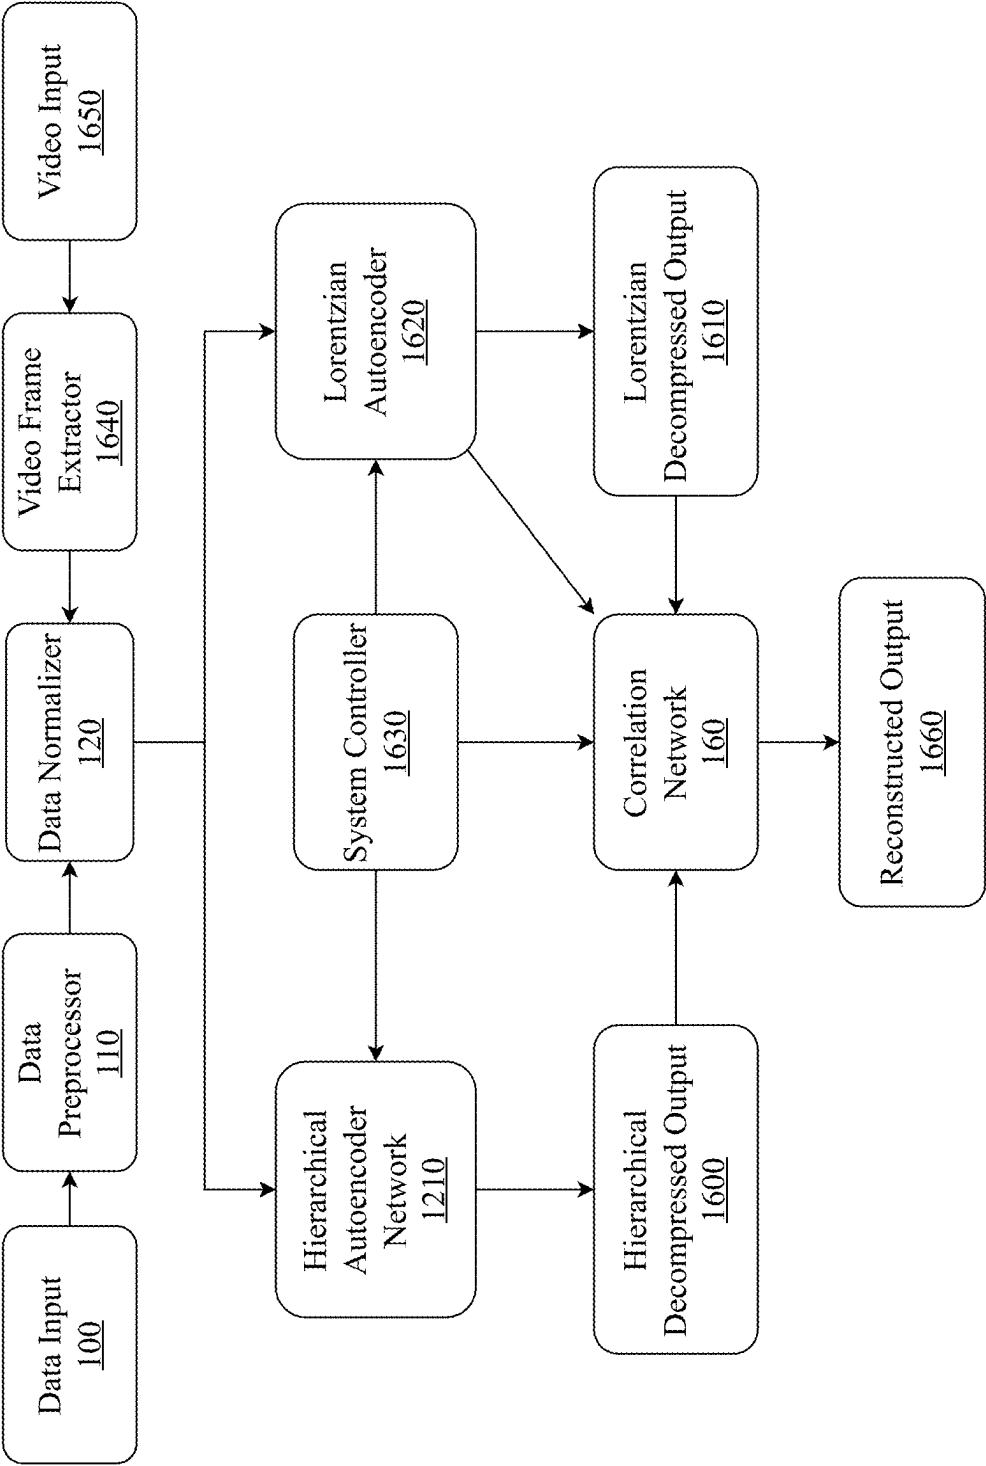 Data Input
100
Data
Preprocessor
110
Data Normalizer
120
Video Frame
Extractor
1640
Video Input
1650
Hierarchical
Autoencoder
Network
1210
System Controller
1630
Lorentzian
Autoencoder
1620
Hierarchical
Decompressed Output
1600
Correlation
Network
160
Lorentzian
Decompressed Output
1610
Reconstructed Output
1660